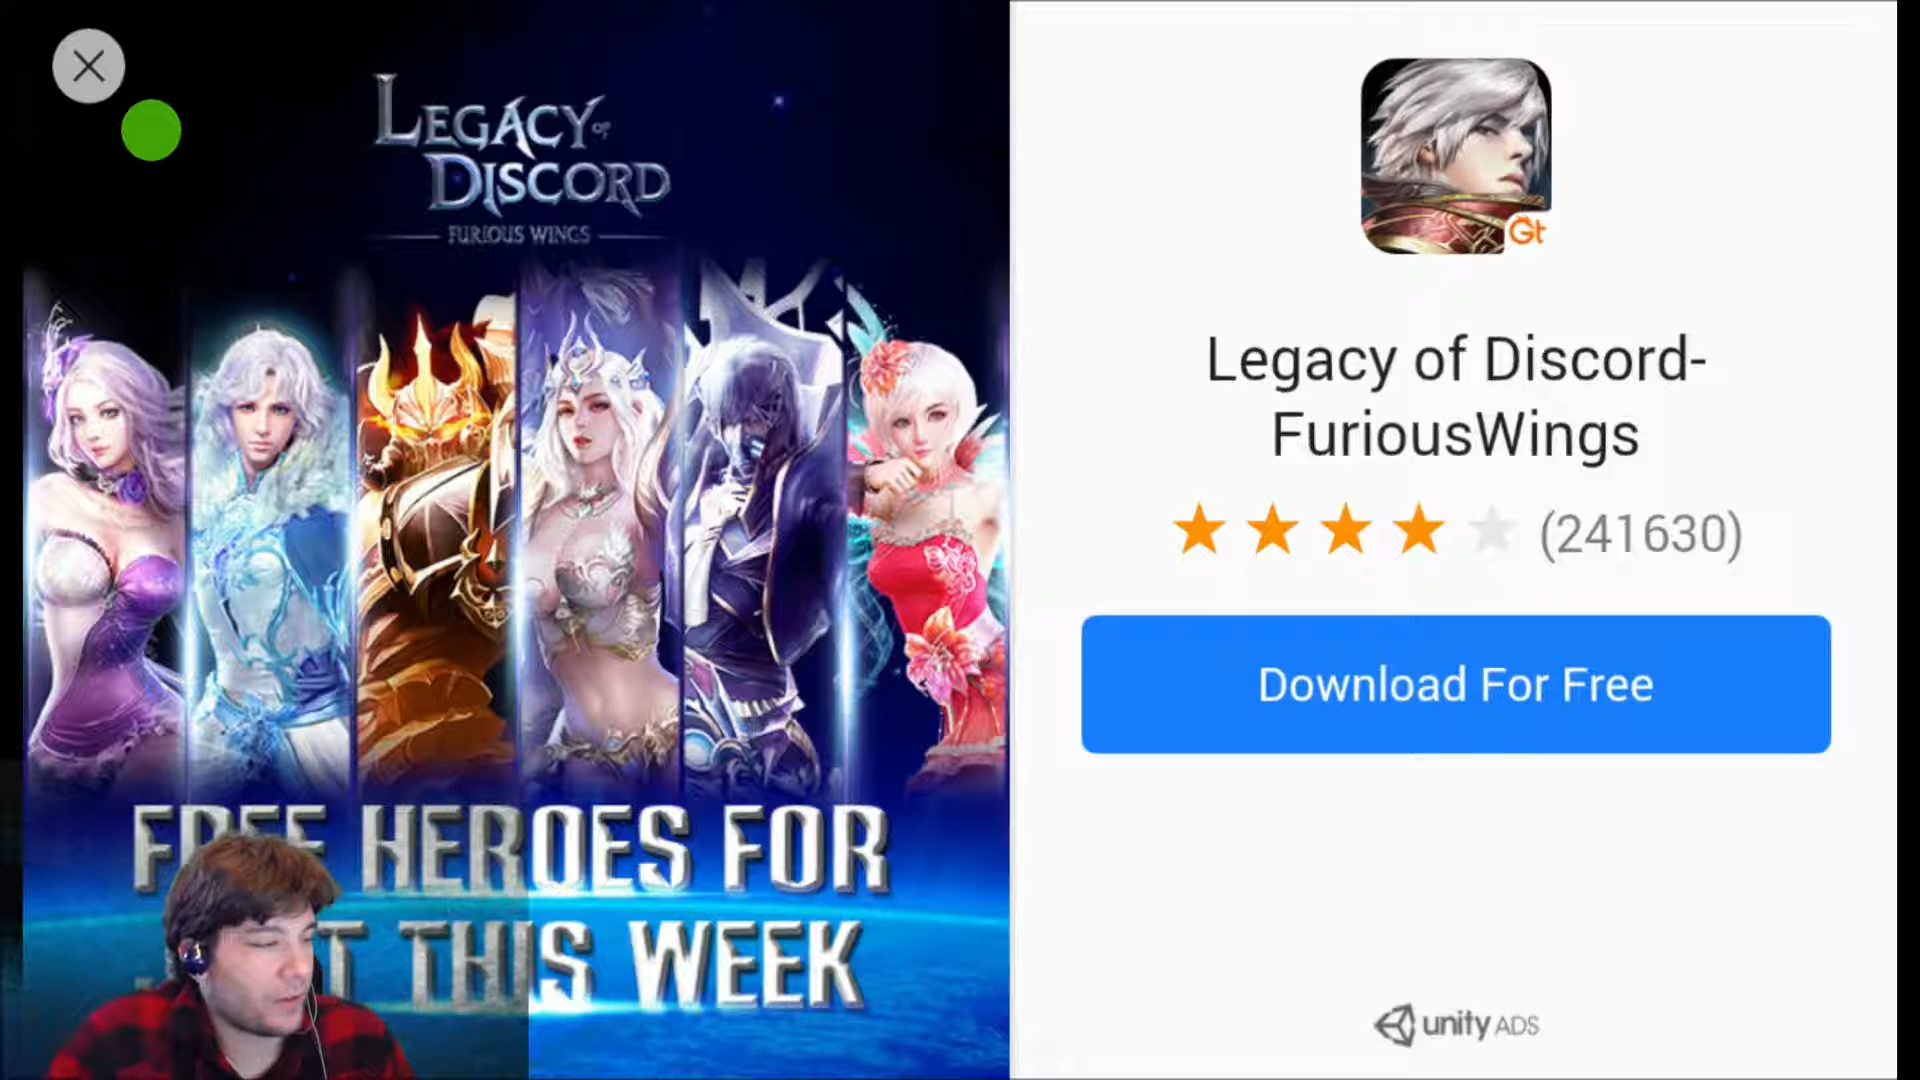 LEGACY OF
DISCORD
FURIOUS WINGS
FREE HEROES FOR
THIS WEEK
Gt
Legacy of Discord-
FuriousWings
(241630)
Download For Free
unity ADS